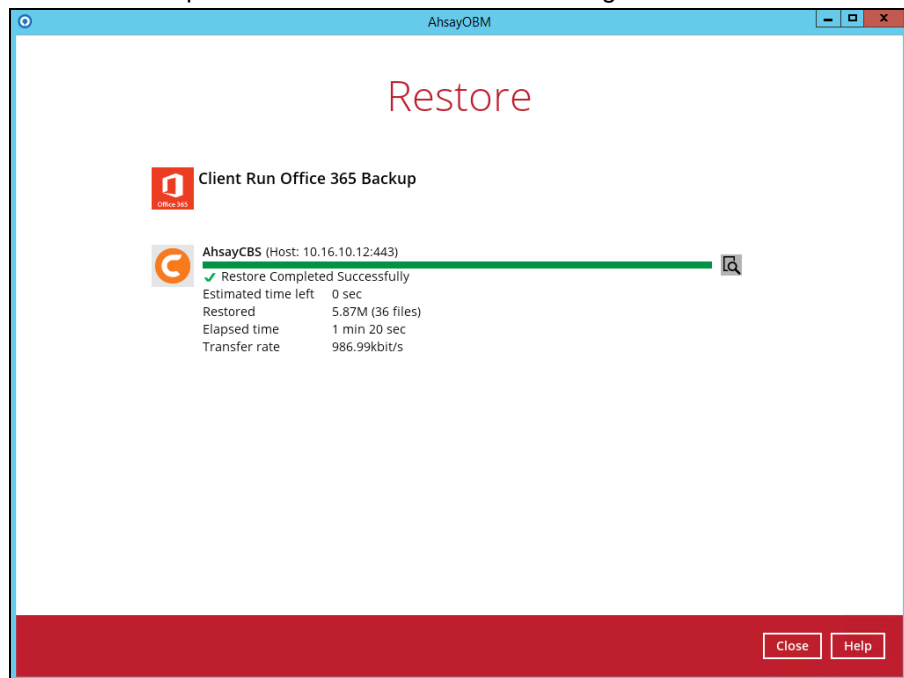 AhsayOBM
Restore
Office 365
Client Run Office 365 Backup
AhsayCBS (Host: 10.16.10.12:443)
Restore Completed Successfully
Estimated time left 0 sec
Restored 5.87M (36 files)
Elapsed time 1 min 20 sec
Transfer rate 986.99kbit/s
Close Help